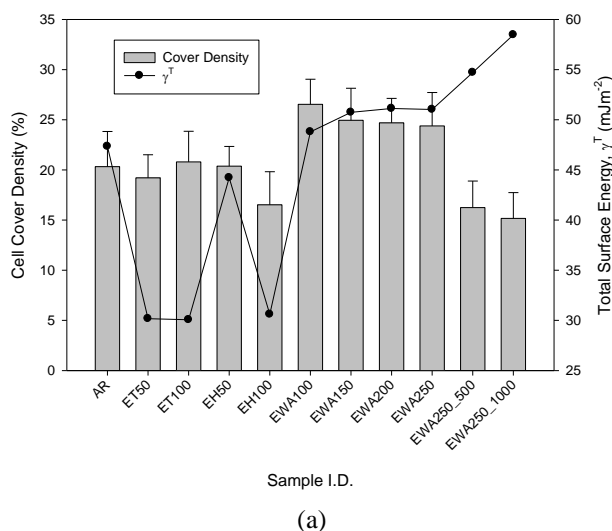 Cover Density
γT
35
30
25
20
15
10
5
0
Cell Cover Density (%)
60
55
50
45
40
35
30
25
Total Surface Energy, γT (mJm-2)
AR
ET50
ET100
EH50
EH100
EWA100
EWA150
EWA200
EWA250
EWA250_500
EWA250_1000
Sample I.D.
(a)